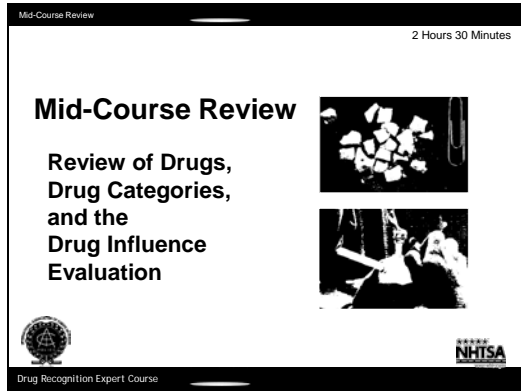 Mid-Course Review
2 Hours 30 Minutes
Mid-Course Review
Review of Drugs,
Drug Categories,
and the
Drug Influence
Evaluation
NHTSA
Drug Recognition Expert Course